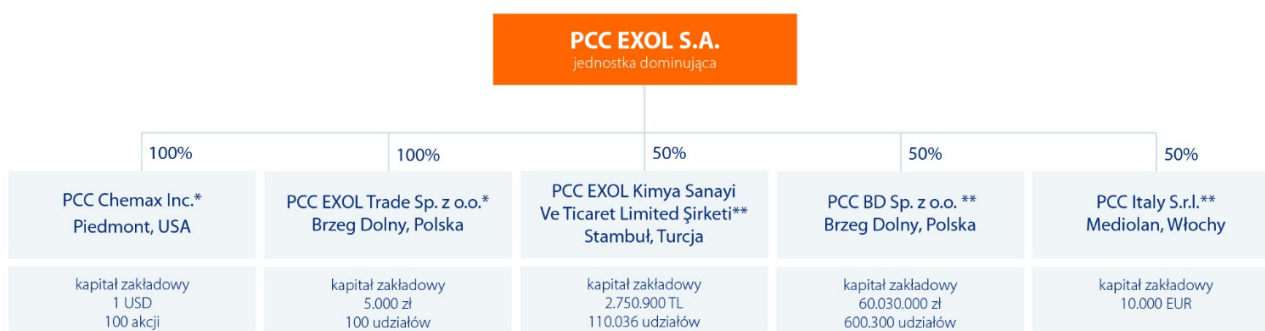 PCC EXOL S.A.
jednostka dominująca
100%
100%
50%
50%
50%
PCC Chemax Inc.*
Piedmont, USA
PCC EXOL Trade Sp. z o.o.*
Brzeg Dolny, Polska
PCC EXOL Kimya Sanayi
Ve Ticaret Limited Şirketi**
Stambuł, Turcja
PCC BD Sp. z o.o. **
Brzeg Dolny, Polska
PCC Italy S.r.l.**
Mediolan, Włochy
kapitał zakładowy
1 USD
100 akcji
kapitał zakładowy
5.000 zł
100 udziałów
kapitał zakładowy
2.750.900 TL
110.036 udziałów
kapitał zakładowy
60.030.000 zł
600.300 udziałów
kapitał zakładowy
10.000 EUR